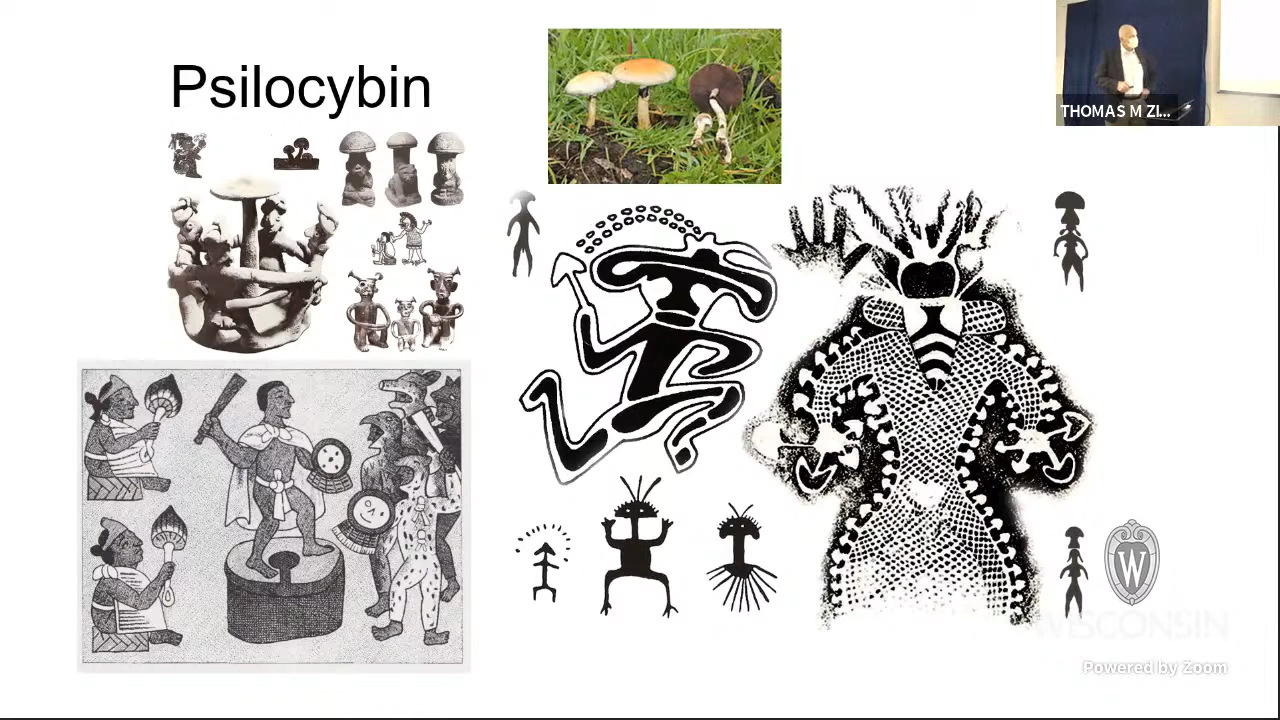 Psilocybin
THOMAS M ZI...
W
WISCONSIN
Powered by Zoom